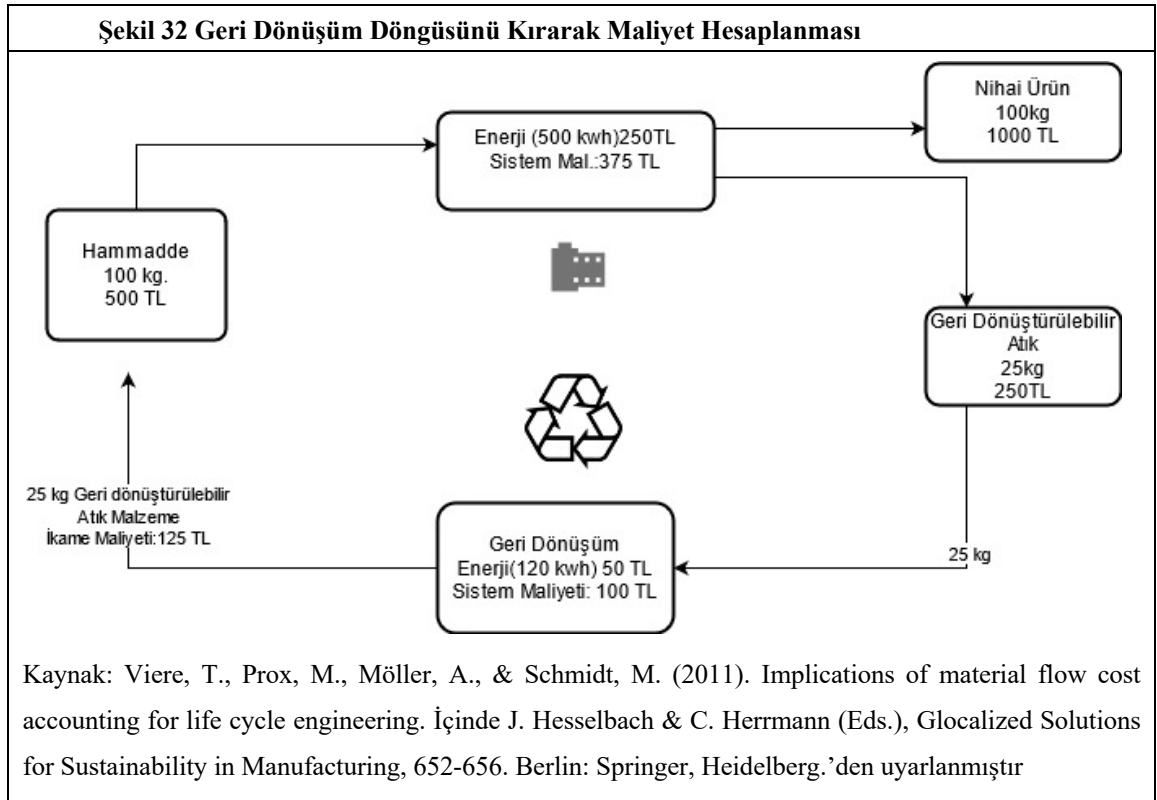 Şekil 32 Geri Dönüşüm Döngüsünü Kırarak Maliyet Hesaplanması
Nihai Ürün
100kg
1000 TL
Enerji (500 kwh)250TL
Sistem Mal.:375 TL
Hammadde
100 kg.
500 TL
Geri Dönüştürülebilir
Atık
25kg
250TL
25 kg Geri dönüştürülebilir
Atık Malzeme
İkame Maliyeti:125 TL
Geri Dönüşüm
Enerji(120 kwh) 50 TL
Sistem Maliyeti: 100 TL
25 kg
Kaynak: Viere, T., Prox, M., Möller, A., & Schmidt, M. (2011). Implications of material flow cost
accounting for life cycle engineering. İçinde J. Hesselbach & C. Herrmann (Eds.), Glocalized Solutions
for Sustainability in Manufacturing, 652-656. Berlin: Springer, Heidelberg.’den uyarlanmıştır